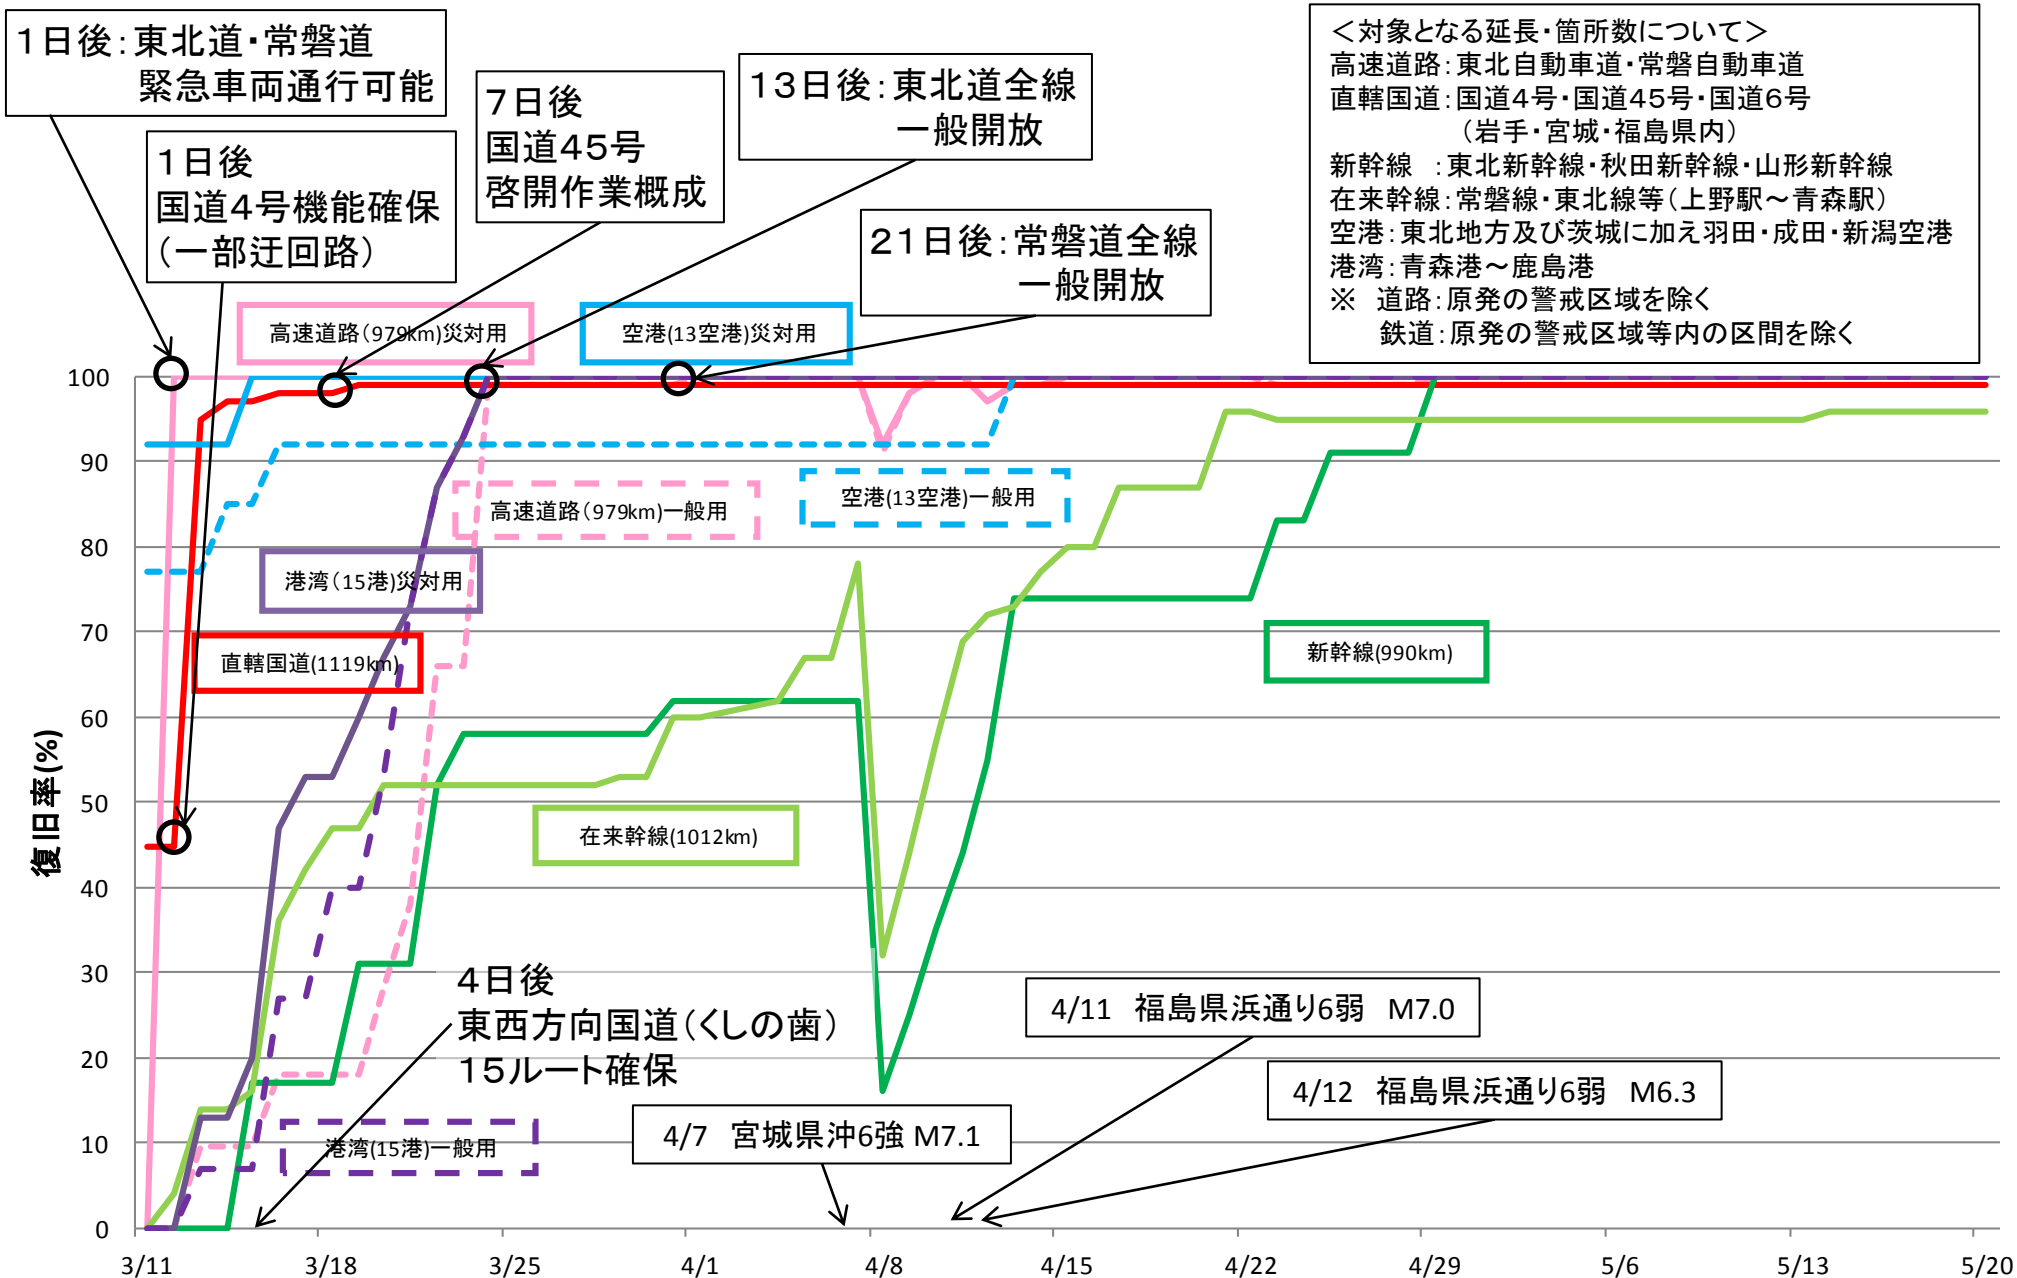 1日後：東北道・常磐道
緊急車両通行可能
1日後
国道4号機能確保
（一部迂回路）
7日後
国道45号
啓開作業概成
13日後：東北道全線
一般開放
21日後：常磐道全線
一般開放
＜対象となる延長・箇所数について＞
高速道路：東北自動車道・常磐自動車道
直轄国道：国道4号・国道45号・国道6号
（岩手・宮城・福島県内）
新幹線　：東北新幹線・秋田新幹線・山形新幹線
在来幹線：常磐線・東北線等（上野駅～青森駅）
空港：東北地方及び茨城に加え羽田・成田・新潟空港
港湾：青森港～鹿島港
※　道路：原発の警戒区域を除く
鉄道：原発の警戒区域等内の区間を除く
高速道路（979km）災対用
空港(13空港)災対用
高速道路（979km）一般用
空港(13空港)一般用
港湾（15港）災対用
直轄国道(1119km)
新幹線(990km)
在来幹線(1012km)
港湾(15港)一般用
4日後
東西方向国道（くしの歯）
15ルート確保
4/7　宮城県沖6強 M7.1
4/11　福島県浜通り6弱　M7.0
4/12　福島県浜通り6弱　M6.3
復旧率(%)
100
90
80
70
60
50
40
30
20
10
0
3/11
3/18
3/25
4/1
4/8
4/15
4/22
4/29
5/6
5/13
5/20